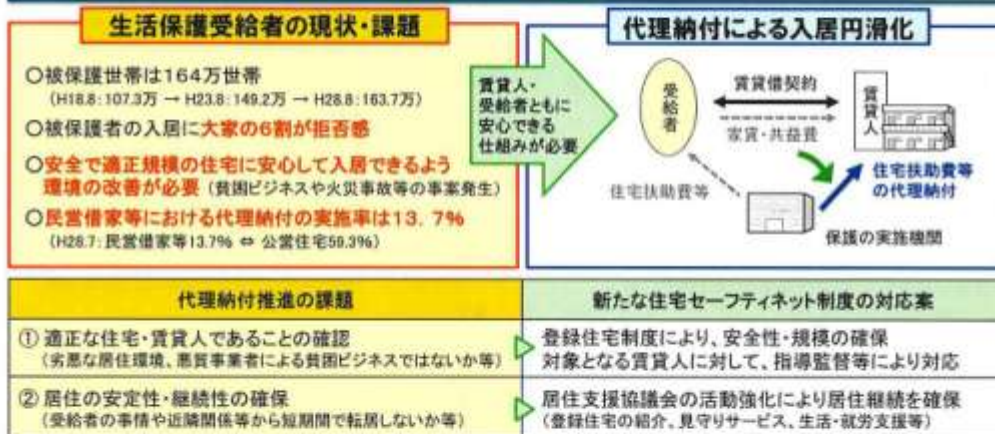 生活保護受給者の現状・課題
○被保護世帯は164万世帯
(H18.8:107.3万 → H23.8:149.2万 → H28.8:163.7万)
○被保護者の入居に大家の6割が拒否感
○安全で適正規模の住宅に安心して入居できるよう
環境の改善が必要 (貧困ビジネスや火災事故等の事案発生)
○民営借家等における代理納付の実施率は13.7%
(H28.7:民営借家等13.7% ⇔ 公営住宅59.3%)
賃貸人・
受給者ともに
安心できる
仕組みが必要
代理納付による入居円滑化
受給者
賃貸借契約
家賃・共益費
賃貸人
住宅扶助費等
住宅扶助費等
の代理納付
保護の実施機関
代理納付推進の課題
新たな住宅セーフティネット制度の対応案
① 適正な住宅・賃貸人であることの確認
(劣悪な居住環境、悪質事業者による貧困ビジネスではないか等)
登録住宅制度により、安全性・規模の確保
対象となる賃貸人に対して、指導監督等により対応
② 居住の安定性・継続性の確保
(受給者の事情や近隣関係等から短期間で転居しないか等)
居住支援協議会の活動強化により居住継続を確保
(登録住宅の紹介、見守りサービス、生活・就労支援等)